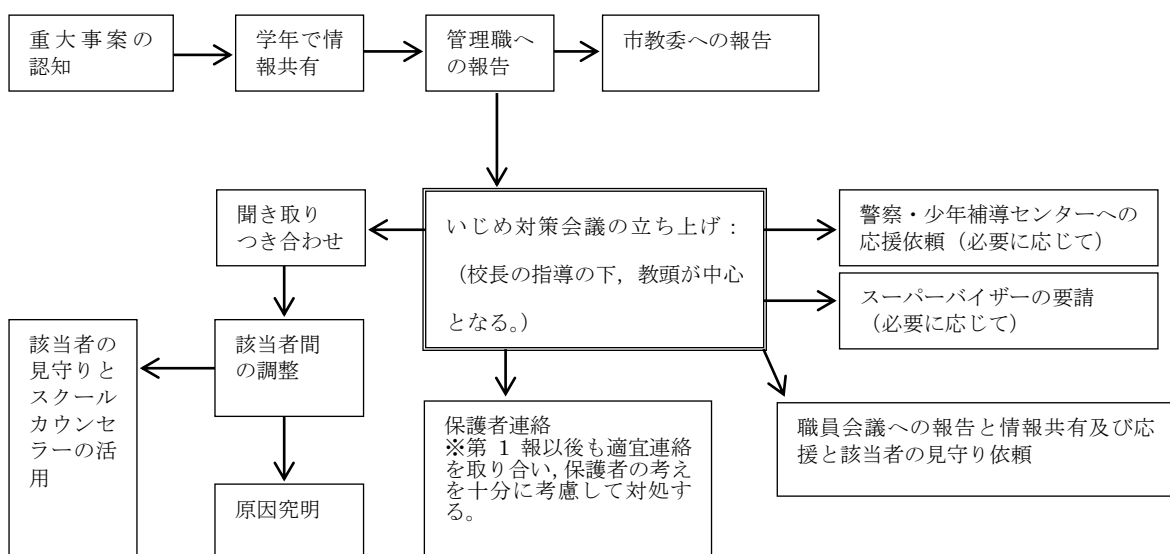 重大事案の
認知
学年で情
報共有
管理職へ
の報告
市教委への報告
聞き取り
つき合わせ
いじめ対策会議の立ち上げ：
（校長の指導の下，教頭が中心
となる。）
警察・少年補導センターへの
応援依頼（必要に応じて）
スーパーバイザーの要請
（必要に応じて）
該当者の
見守りと
スクール
カウンセ
ラーの活
用
該当者間
の調整
原因究明
保護者連絡
※第 1 報以後も適宜連絡
を取り合い,保護者の考え
を十分に考慮して対処す
る。
職員会議への報告と情報共有及び応
援と該当者の見守り依頼